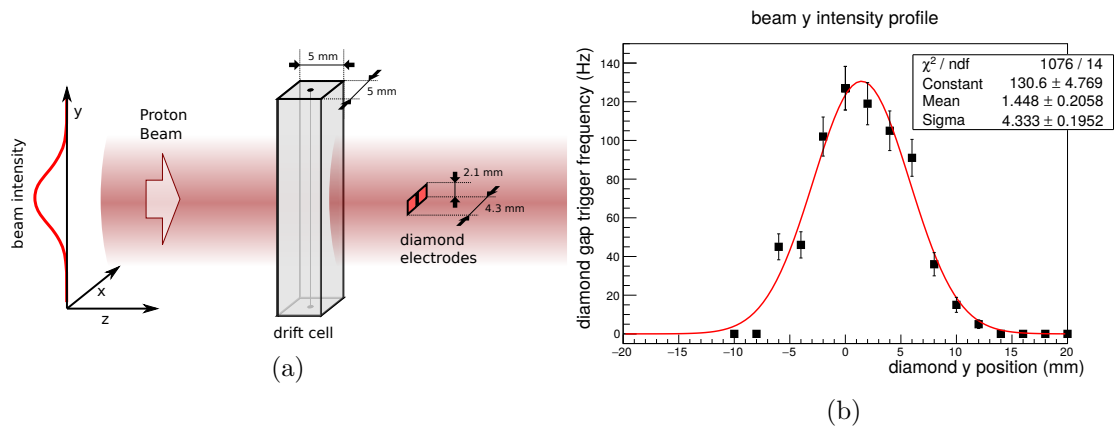 5 mm
5 mm
y
Proton
Beam
beam intensity
2.1 mm
4.3 mm
diamond
electrodes
x
z
drift cell
(a)
beam y intensity profile
diamond gap trigger frequency (Hz)
140
120
100
80
60
40
20
0
−20
−15
−10
−5
0
5
10
15
20
diamond y position (mm)
χ² / ndf 1076 / 14
Constant 130.6 ± 4.769
Mean 1.448 ± 0.2058
Sigma 4.333 ± 0.1952
(b)